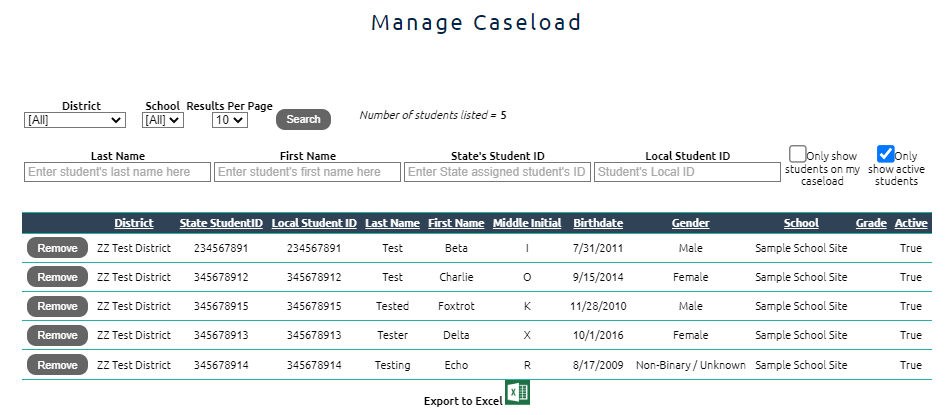 Manage Caseload
District School Results Per Page
[All] [All] 10 Search Number of students listed = 5
Last Name First Name State's Student ID Local Student ID
Enter student's last name here Enter student's first name here Enter State assigned student's ID Student's Local ID
Only show
students on my
caseload
Only
show active
students
District State StudentID Local Student ID Last Name First Name Middle Initial Birthdate Gender School Grade Active
Remove ZZ Test District 234567891 234567891 Test Beta I 7/31/2011 Male Sample School Site True
Remove ZZ Test District 345678912 345678912 Test Charlie O 9/15/2014 Female Sample School Site True
Remove ZZ Test District 345678915 345678915 Tested Foxtrot K 11/28/2010 Male Sample School Site True
Remove ZZ Test District 345678913 345678913 Tester Delta X 10/1/2016 Female Sample School Site True
Remove ZZ Test District 345678914 345678914 Testing Echo R 8/17/2009 Non-Binary / Unknown Sample School Site True
Export to Excel X